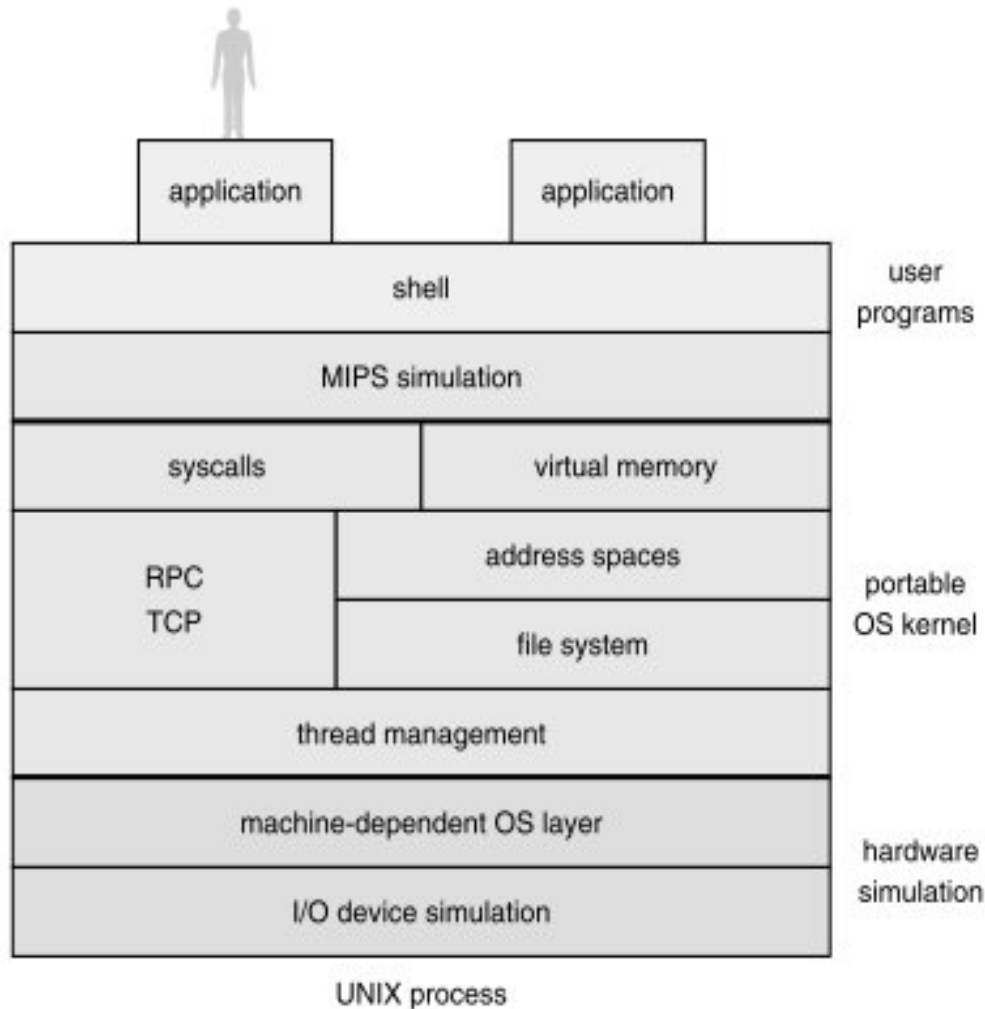 application
application
shell
user
programs
MIPS simulation
syscalls
virtual memory
RPC
TCP
address spaces
file system
portable
OS kernel
thread management
machine-dependent OS layer
I/O device simulation
hardware
simulation
UNIX process